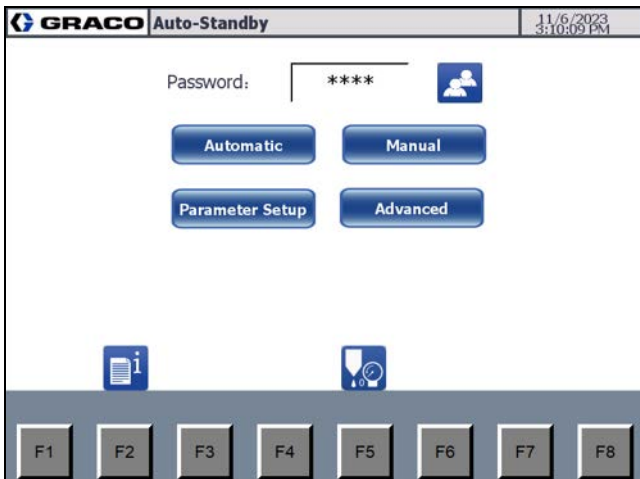 GRACO Auto-Standby 11/6/2023
3:10:09 PM
Password: ****
Automatic Manual
Parameter Setup Advanced
i
0
F1 F2 F3 F4 F5 F6 F7 F8